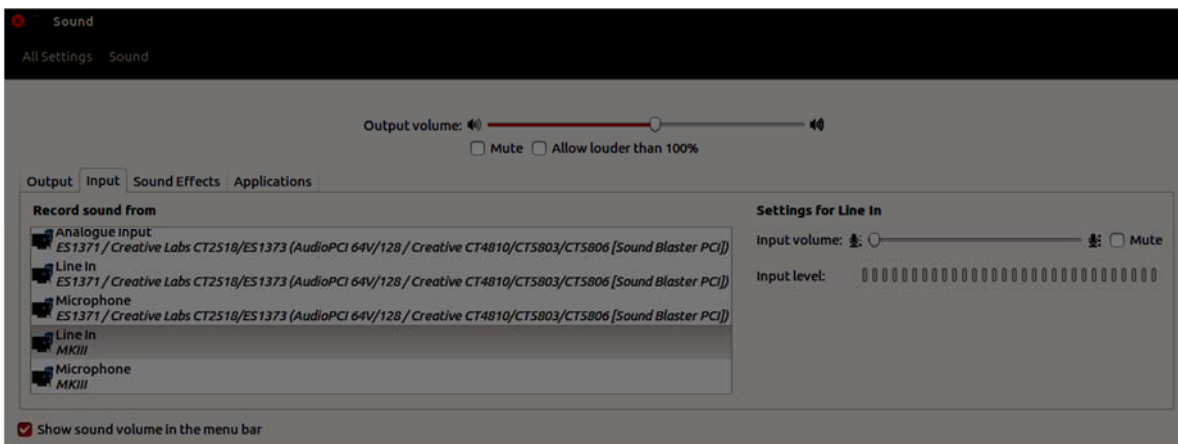 Sound
All Settings Sound
Output volume:
Mute Allow louder than 100%
Output Input Sound Effects Applications
Record sound from
Analogue Input
ES1371 / Creative Labs CT2518/ES1373 (AudioPCI 64V/128 / Creative CT4810/CT5803/CT5806 [Sound Blaster PCI])
Line In
ES1371 / Creative Labs CT2518/ES1373 (AudioPCI 64V/128 / Creative CT4810/CT5803/CT5806 [Sound Blaster PCI])
Microphone
ES1371 / Creative Labs CT2518/ES1373 (AudioPCI 64V/128 / Creative CT4810/CT5803/CT5806 [Sound Blaster PCI])
Line In
MKIII
Microphone
MKIII
Settings for Line In
Input volume: Mute
Input level:
Show sound volume in the menu bar